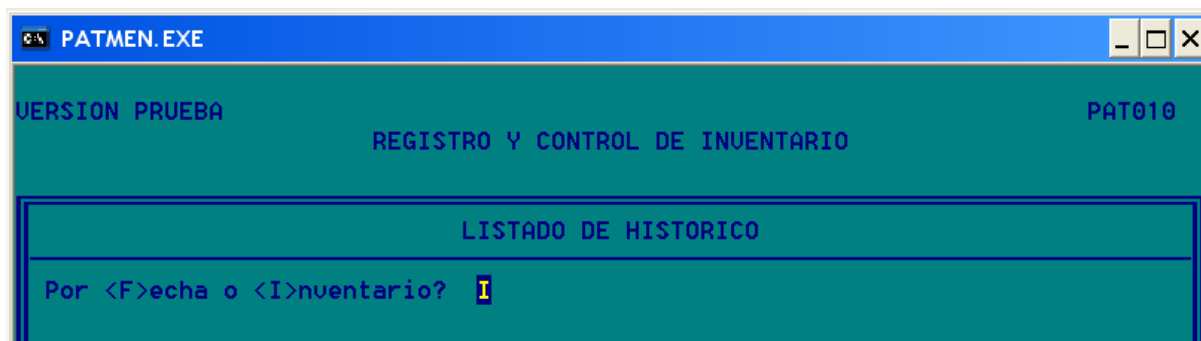 PATMEN.EXE
VERSION PRUEBA PAT010
REGISTRO Y CONTROL DE INVENTARIO
LISTADO DE HISTORICO
Por <F>echa o <I>nventario? I